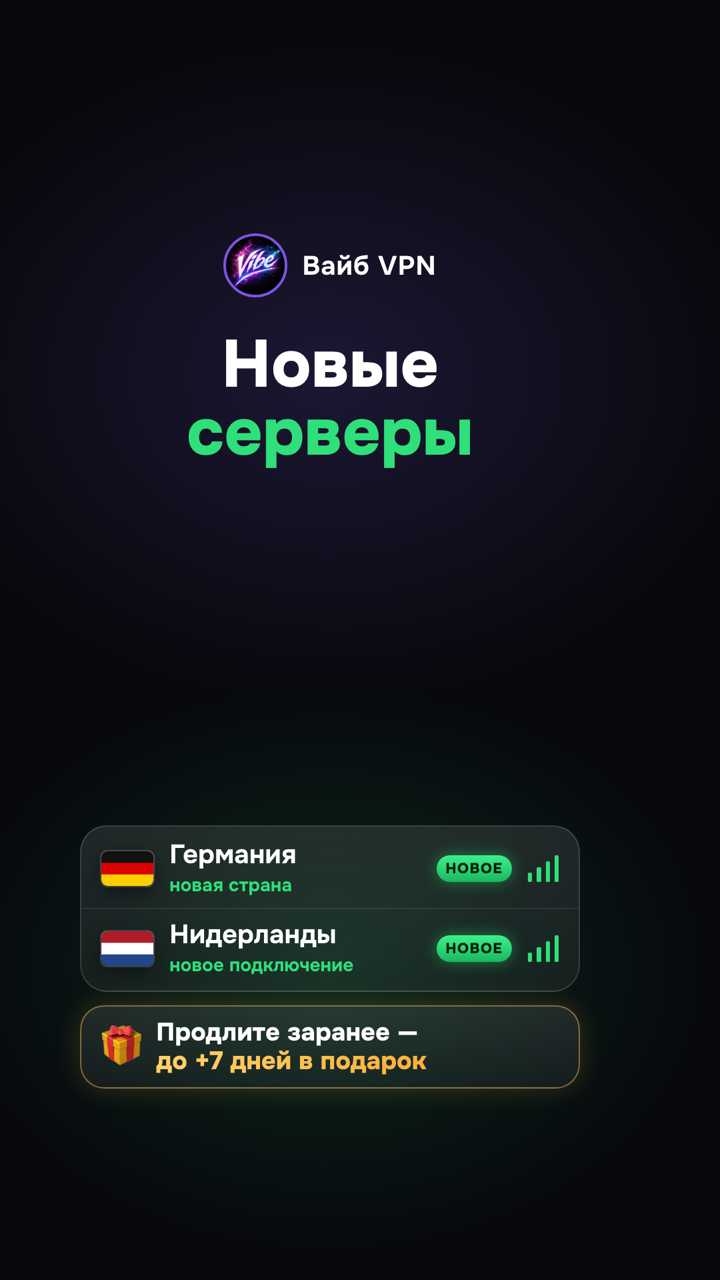 Vibe
Вайб VPN
Новые
серверы
Германия
новая страна
НОВОЕ
Нидерланды
новое подключение
НОВОЕ
Продлите заранее —
до +7 дней в подарок